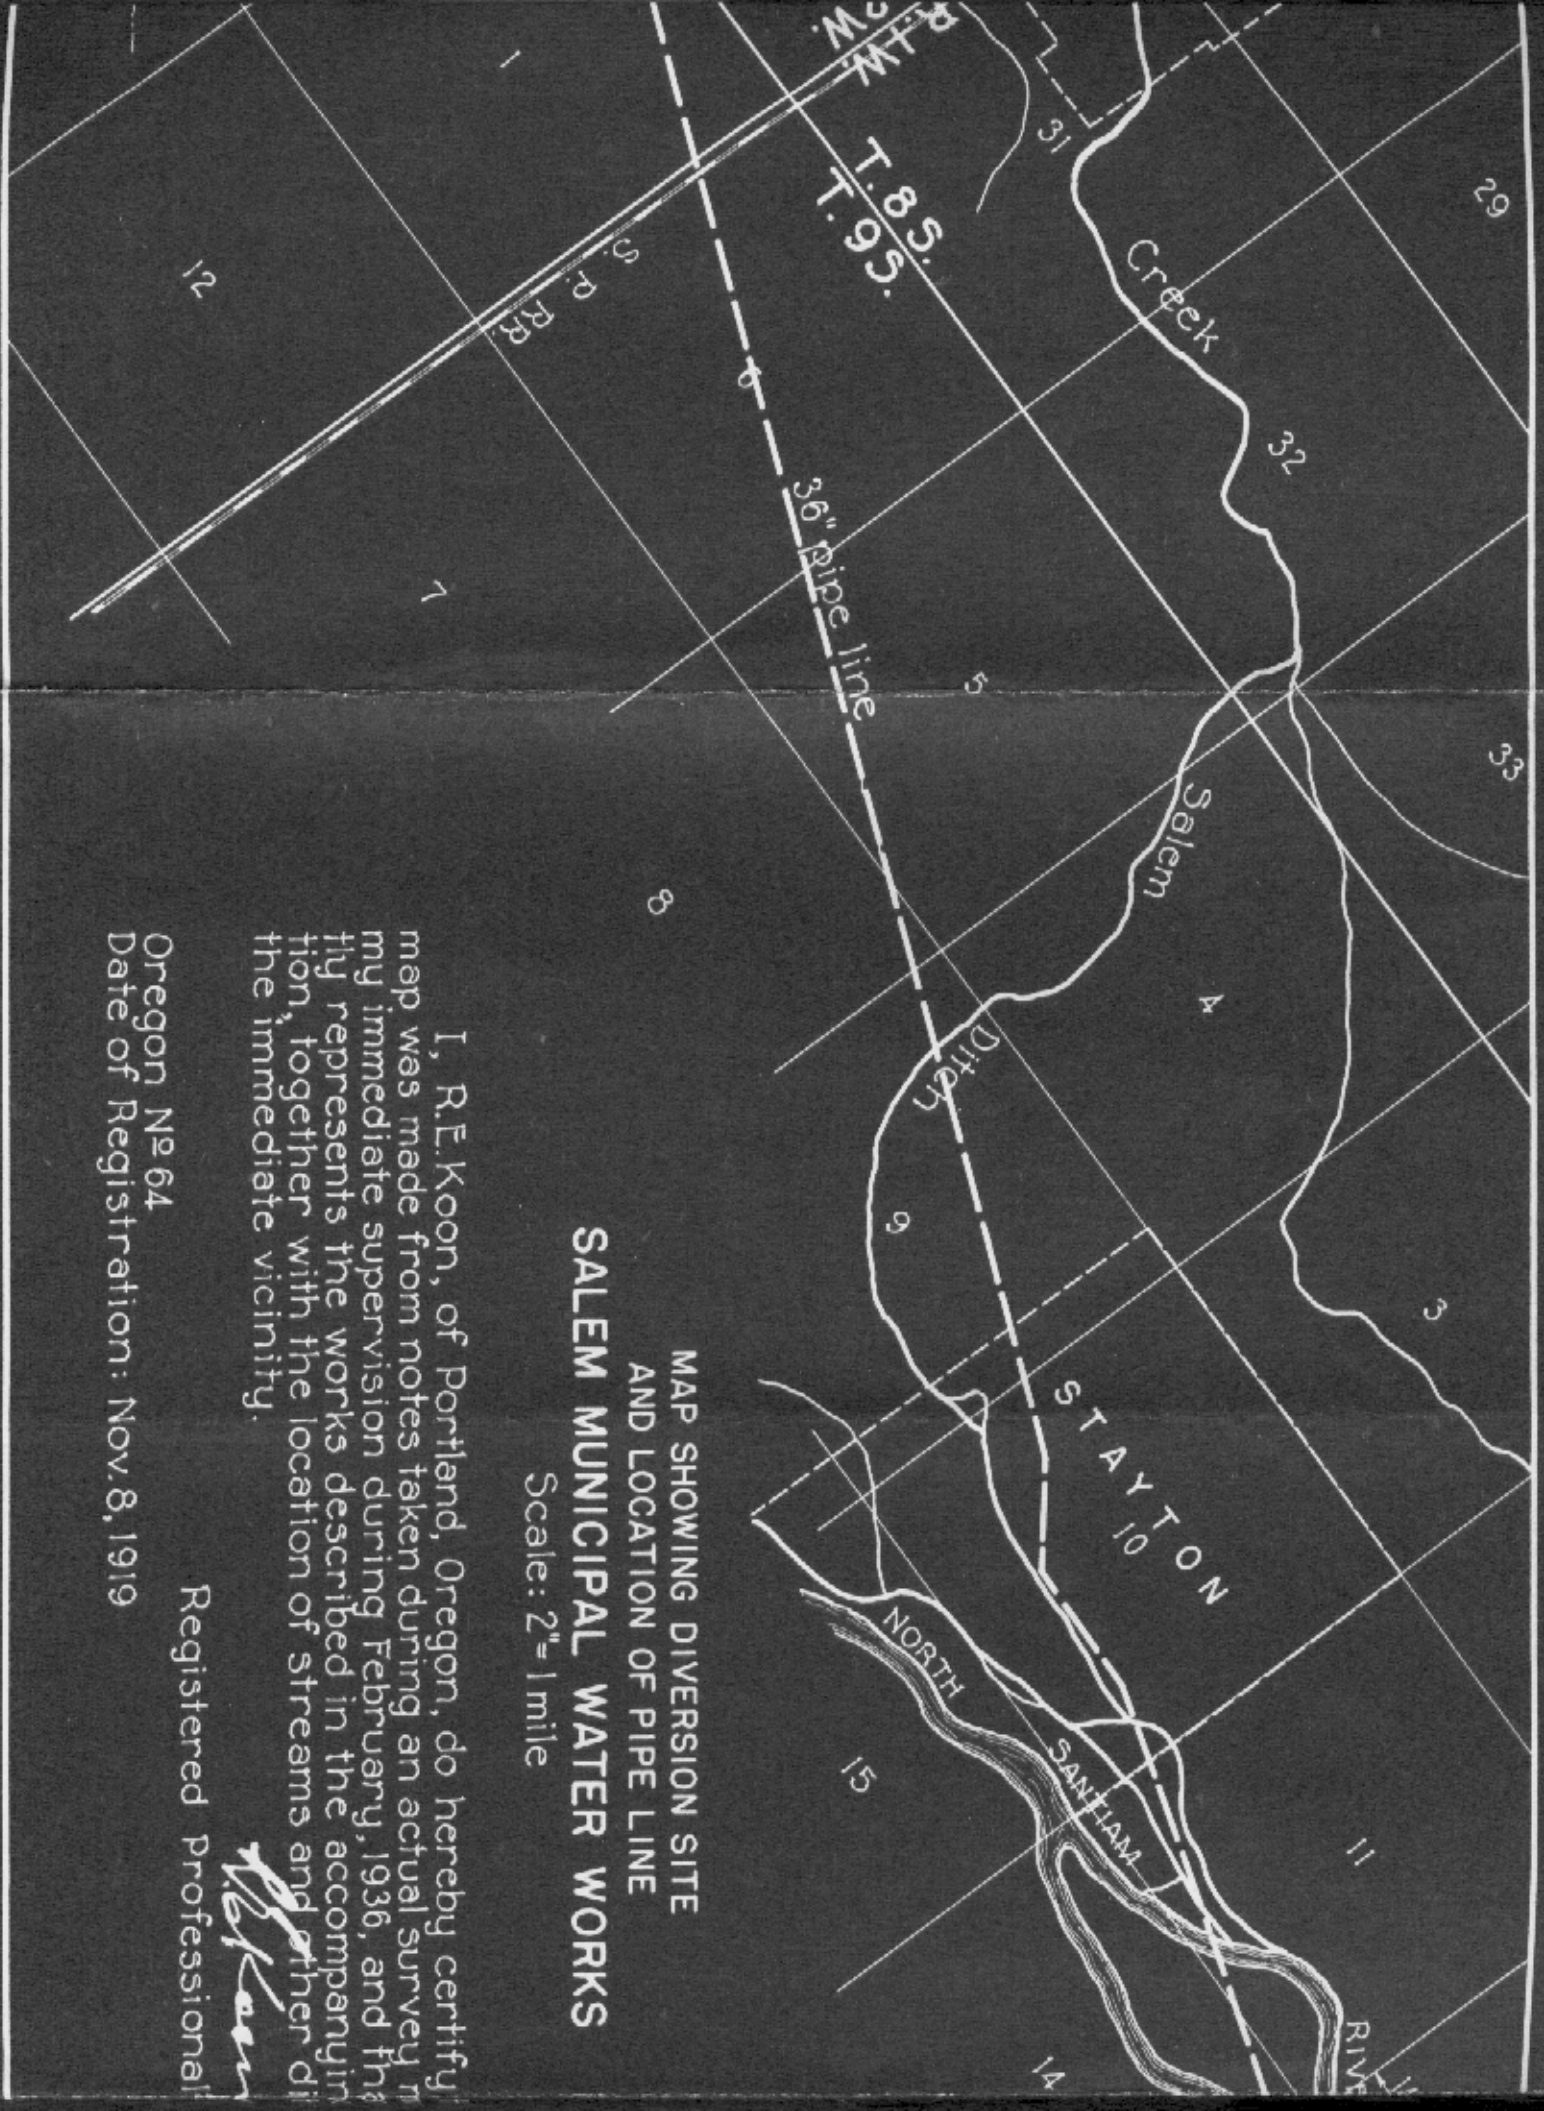 R. 1 W.
T. 8 S.
T. 9 S.
31
29
Creek
32
33
1
12
S. P. RR.
6
36" pipe line
7
5
Salem
4
8
Ditch
9
3
STAYTON
10
NORTH
SANTIAM
15
11
14
MAP SHOWING DIVERSION SITE
AND LOCATION OF PIPE LINE
SALEM MUNICIPAL WATER WORKS
Scale: 2"= 1 mile
I, R.E. Koon, of Portland, Oregon, do hereby certify
map was made from notes taken during an actual survey
my immediate supervision during February, 1936, and
tly represents the works described in the
tion, together with the location of streams and other
the immediate vicinity.
R.E. Koon
Registered Professional
Oregon Nº 64
Date of Registration: Nov. 8, 1919